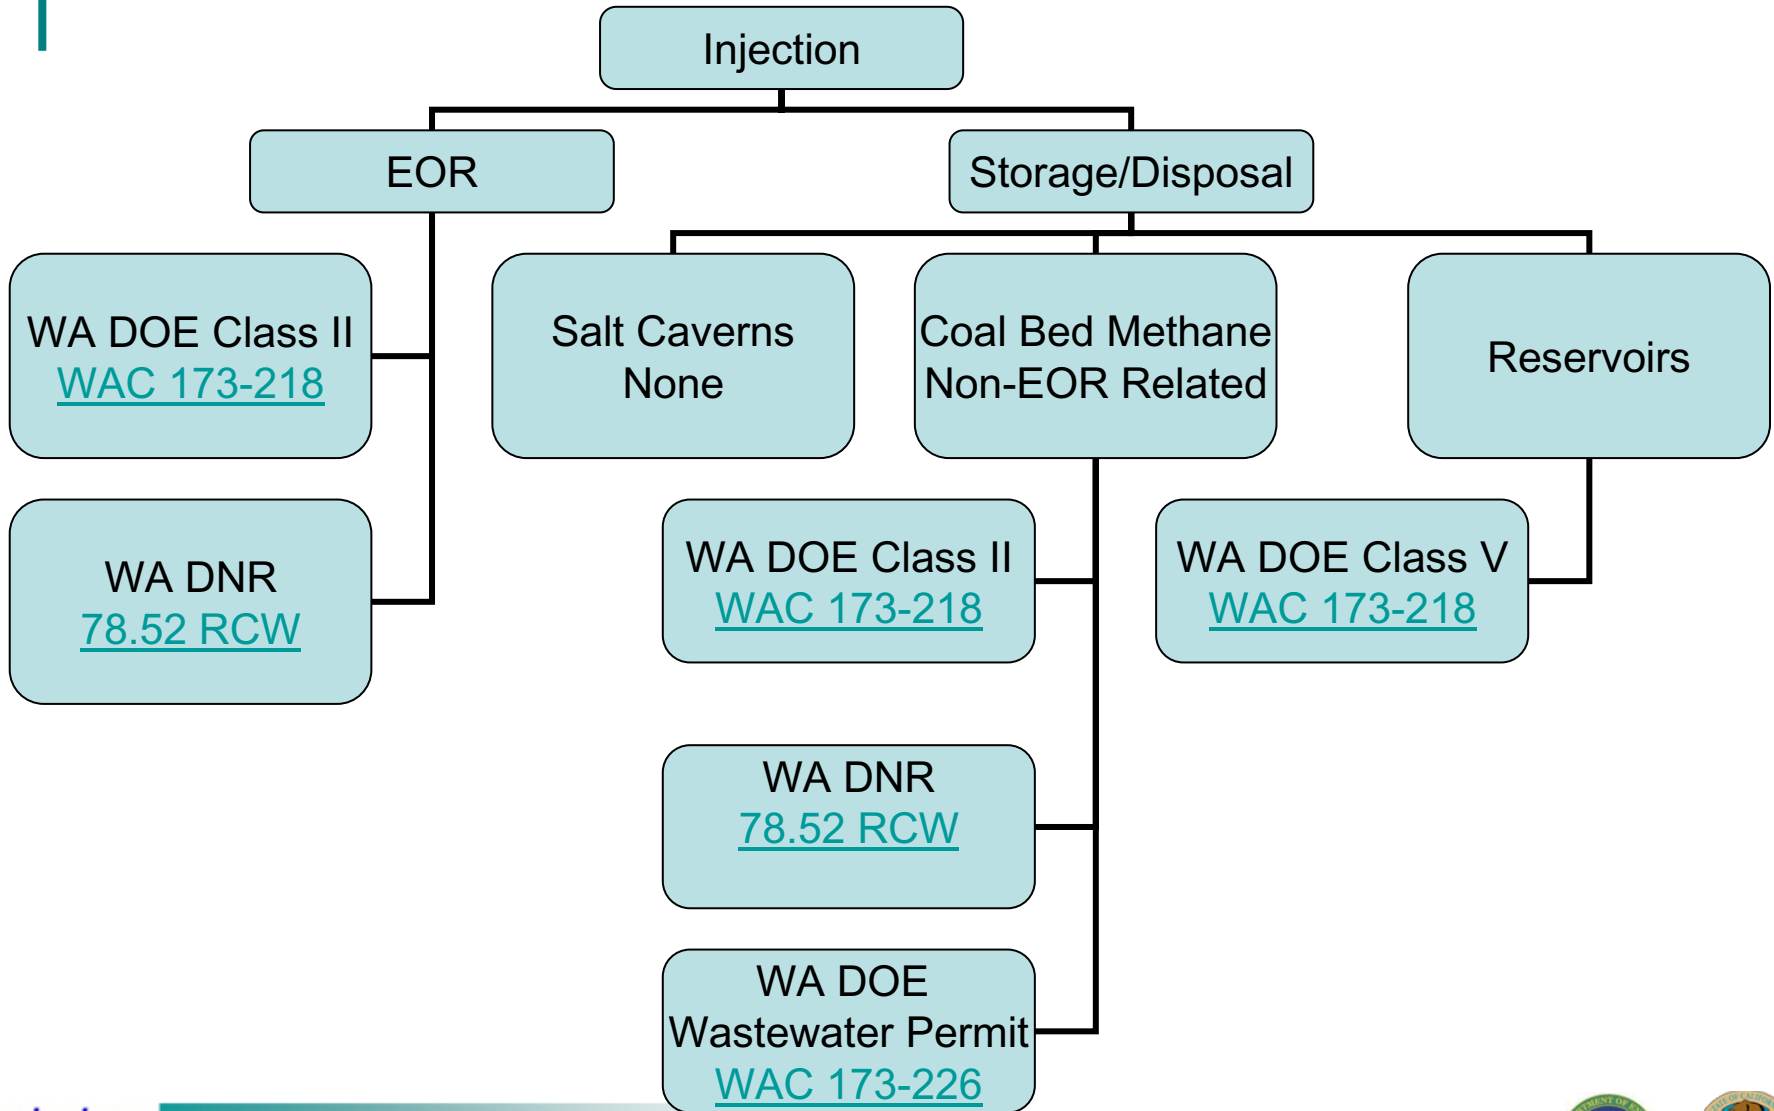 Injection
EOR
Storage/Disposal
WA DOE Class II
WAC 173-218
Salt Caverns
None
Coal Bed Methane
Non-EOR Related
Reservoirs
WA DNR
78.52 RCW
WA DOE Class II
WAC 173-218
WA DOE Class V
WAC 173-218
WA DNR
78.52 RCW
WA DOE
Wastewater Permit
WAC 173-226